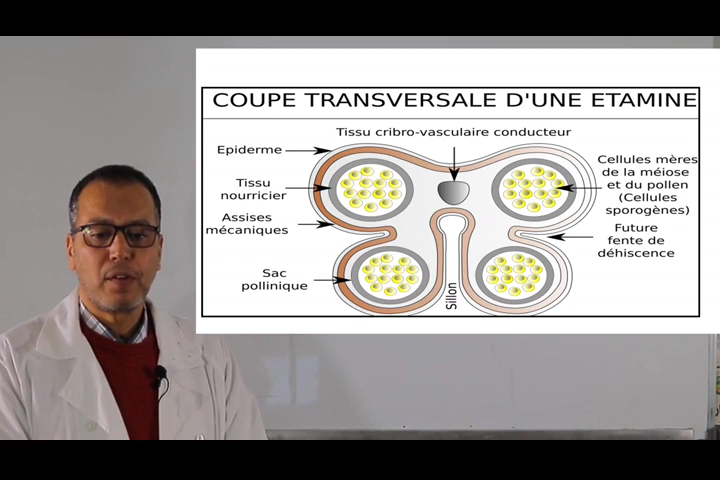 COUPE TRANSVERSALE D'UNE ETAMINE
Tissu cribro-vasculaire conducteur
Epiderme
Tissu
nourricier
Assises
mécaniques
Sac
pollinique
Sillon
Cellules mères
de la méiose
et du pollen
(Cellules
sporogènes)
Future
fente de
déhiscence